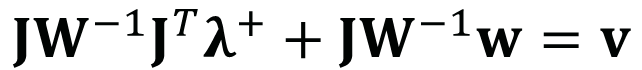 𝐉𝐖⁻¹𝐉ᵀ𝛌⁺ + 𝐉𝐖⁻¹𝐰 = 𝐯